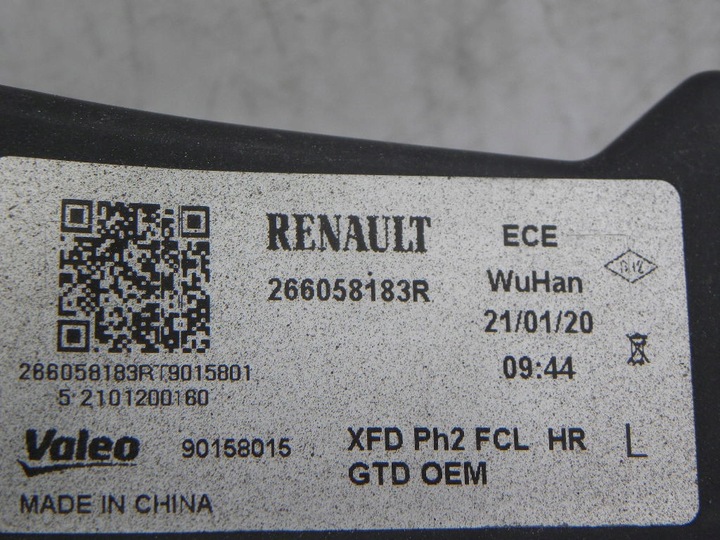 RENAULT
266058183R
ECE
WuHan
21/01/20
09:44
266058183RT9015801
5 2101200160
Valeo
90158015
XFD Ph2 FCL HR
GTD OEM
L
MADE IN CHINA